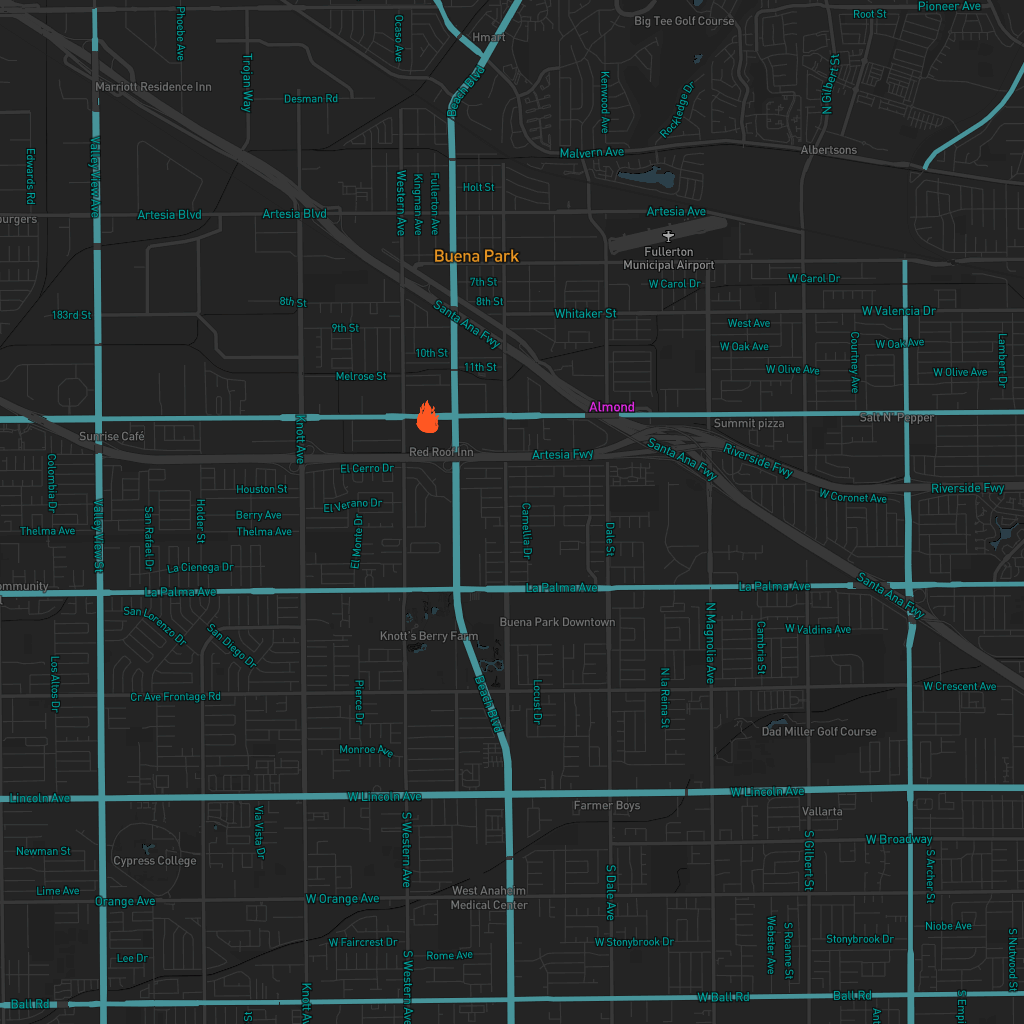 Pioneer Ave
Root St
Big Tee Golf Course
Phoebe Ave
Ocaso Ave
Hmart
Trojan Way
Marriott Residence Inn
Desman Rd
Beach Blvd
Kenwood Ave
Rockledge Dr
N Gilbert St
Malvern Ave
Albertsons
Edwards Rd
Valley View Ave
Holt St
Western Ave
Kingman Ave
Fullerton Ave
Artesia Blvd
Artesia Blvd
Artesia Ave
burgers
Buena Park
Fullerton
Municipal Airport
7th St
W Carol Dr
W Carol Dr
8th St
8th St
183rd St
Santa Ana Fwy
Whitaker St
W Valencia Dr
9th St
West Ave
10th St
W Oak Ave
W Oak Ave
Courtney Ave
Lambert Dr
11th St
W Olive Ave
W Olive Ave
Melrose St
Almond
Salt N' Pepper
Summit pizza
Sunrise Café
Knott Ave
Red Roof Inn
Artesia Fwy
Santa Ana Fwy
Riverside Fwy
El Cerro Dr
Colombia Dr
Houston St
W Coronet Ave
Riverside Fwy
El Verano Dr
Berry Ave
Thelma Ave
Thelma Ave
Valley View St
San Rafael Dr
Holder St
El Monte Dr
Camellia Dr
Dale St
La Cienega Dr
ommunity
La Palma Ave
La Palma Ave
La Palma Ave
Santa Ana Fwy
San Lorenzo Dr
San Diego Dr
Knott's Berry Farm
Buena Park Downtown
N Magnolia Ave
Cambria St
W Valdina Ave
Los Altos Dr
Cr Ave Frontage Rd
Pierce Dr
Beach Blvd
Locust Dr
N la Reina St
W Crescent Ave
Dad Miller Golf Course
Monroe Ave
Lincoln Ave
W Lincoln Ave
W Lincoln Ave
Farmer Boys
Vallarta
Via Vista Dr
S Western Ave
S Gilbert St
W Broadway
Newman St
Cypress College
S Archer St
Lime Ave
Orange Ave
W Orange Ave
West Anaheim
Medical Center
S Dale Ave
Webster Ave
S Roanne St
Niobe Ave
S Nutwood St
W Faircrest Dr
Rome Ave
W Stonybrook Dr
Stonybrook Dr
Lee Dr
S Western Ave
Ball Rd
Knott A
W Ball Rd
Ball Rd
S Emp